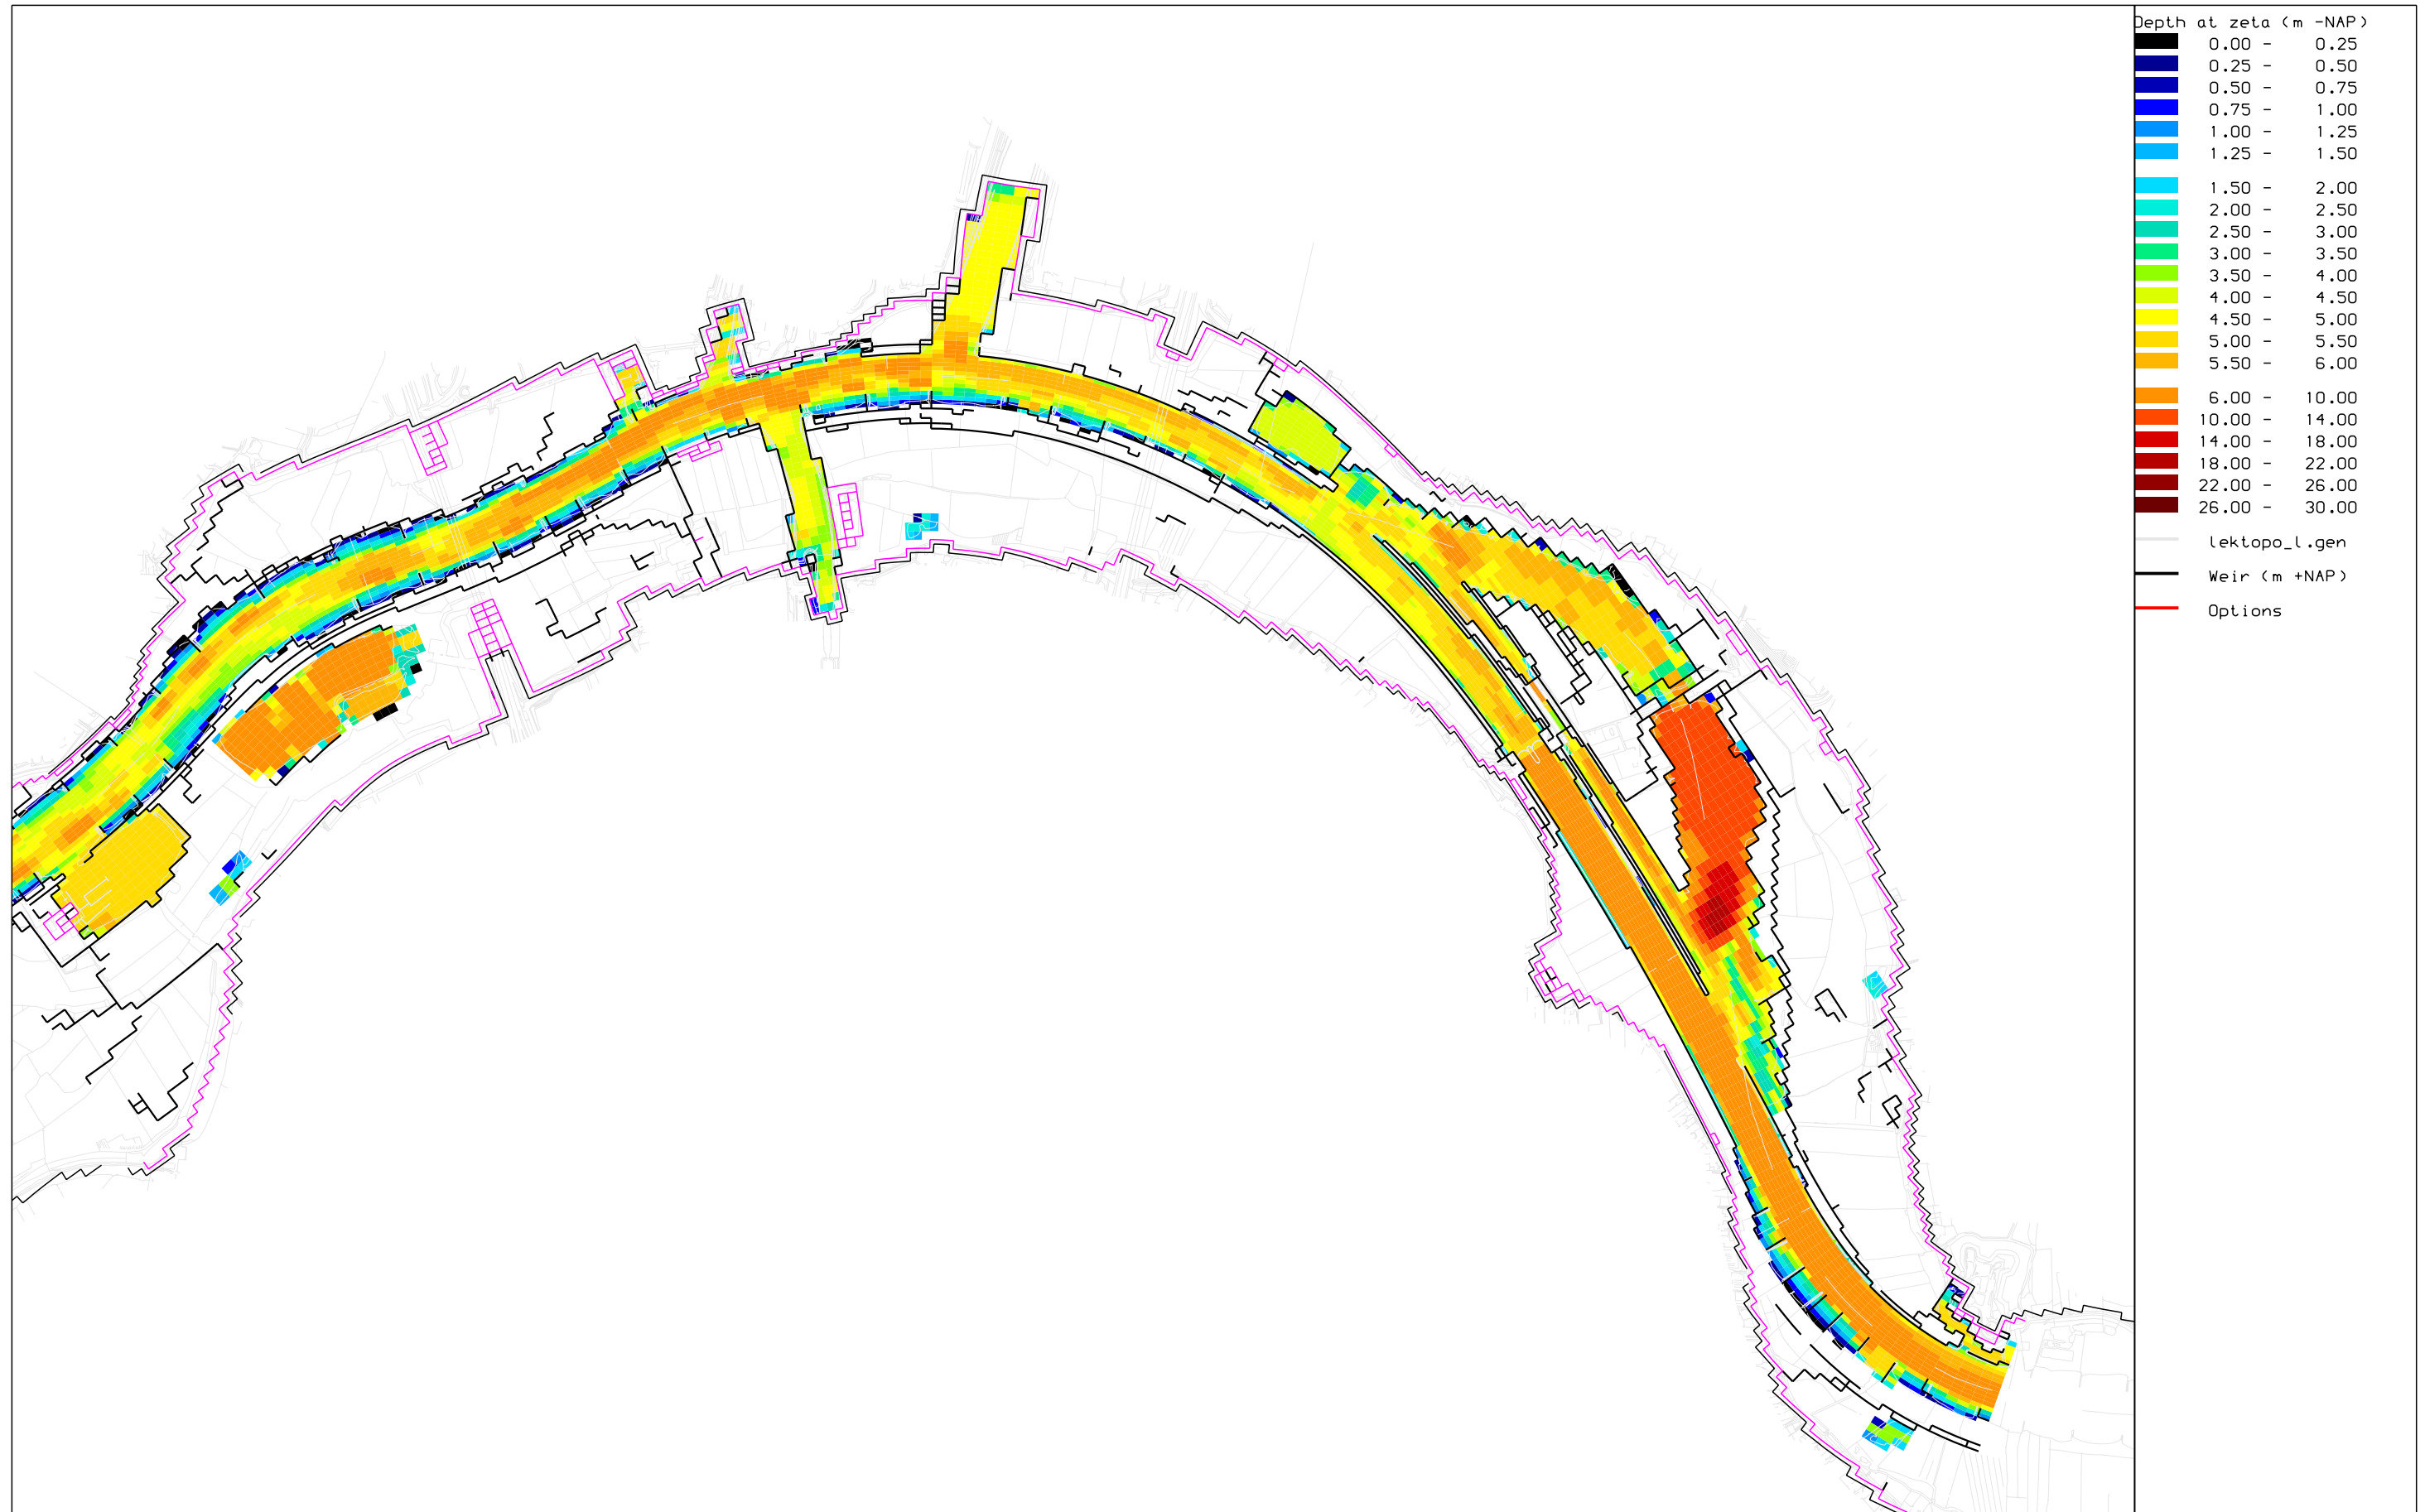 Depth at zeta (m -NAP)
0.00 - 0.25
0.25 - 0.50
0.50 - 0.75
0.75 - 1.00
1.00 - 1.25
1.25 - 1.50
1.50 - 2.00
2.00 - 2.50
2.50 - 3.00
3.00 - 3.50
3.50 - 4.00
4.00 - 4.50
4.50 - 5.00
5.00 - 5.50
5.50 - 6.00
6.00 - 10.00
10.00 - 14.00
14.00 - 18.00
18.00 - 22.00
22.00 - 26.00
26.00 - 30.00
lektopo_l.gen
Weir (m +NAP)
Options